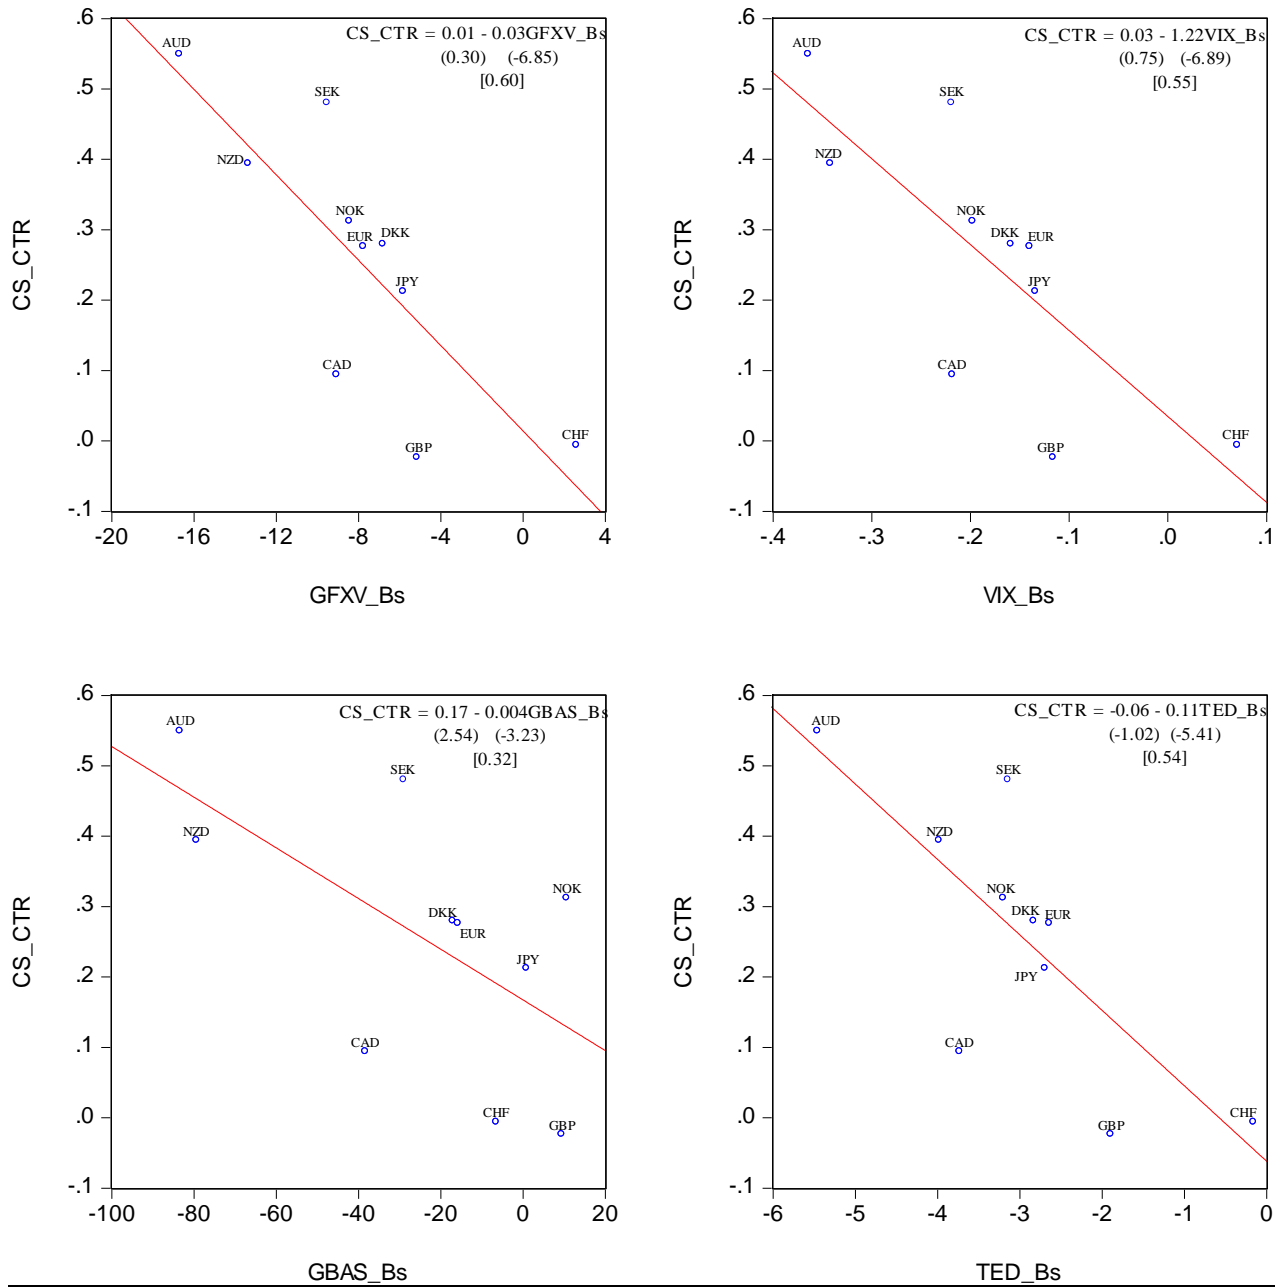 CS_CTR = 0.01 - 0.03GFXV_Bs
(0.30) (-6.85)
[0.60]
.6
.5
.4
.3
.2
.1
.0
-.1
CS_CTR
AUD
SEK
NZD
NOK
EUR
DKK
JPY
CAD
GBP
CHF
-20 -16 -12 -8 -4 0 4
GFXV_Bs
CS_CTR = 0.03 - 1.22VIX_Bs
(0.75) (-6.89)
[0.55]
.6
.5
.4
.3
.2
.1
.0
-.1
CS_CTR
AUD
SEK
NZD
NOK
DKK
EUR
JPY
CAD
GBP
CHF
-.4 -.3 -.2 -.1 .0 .1
VIX_Bs
CS_CTR = 0.17 - 0.004GBAS_Bs
(2.54) (-3.23)
[0.32]
.6
.5
.4
.3
.2
.1
.0
-.1
CS_CTR
AUD
SEK
NZD
NOK
DKK
EUR
JPY
CAD
CHF
GBP
-100 -80 -60 -40 -20 0 20
GBAS_Bs
CS_CTR = -0.06 - 0.11TED_Bs
(-1.02) (-5.41)
[0.54]
.6
.5
.4
.3
.2
.1
.0
-.1
CS_CTR
AUD
SEK
NZD
NOK
DKK
EUR
JPY
CAD
GBP
CHF
-6 -5 -4 -3 -2 -1 0
TED_Bs